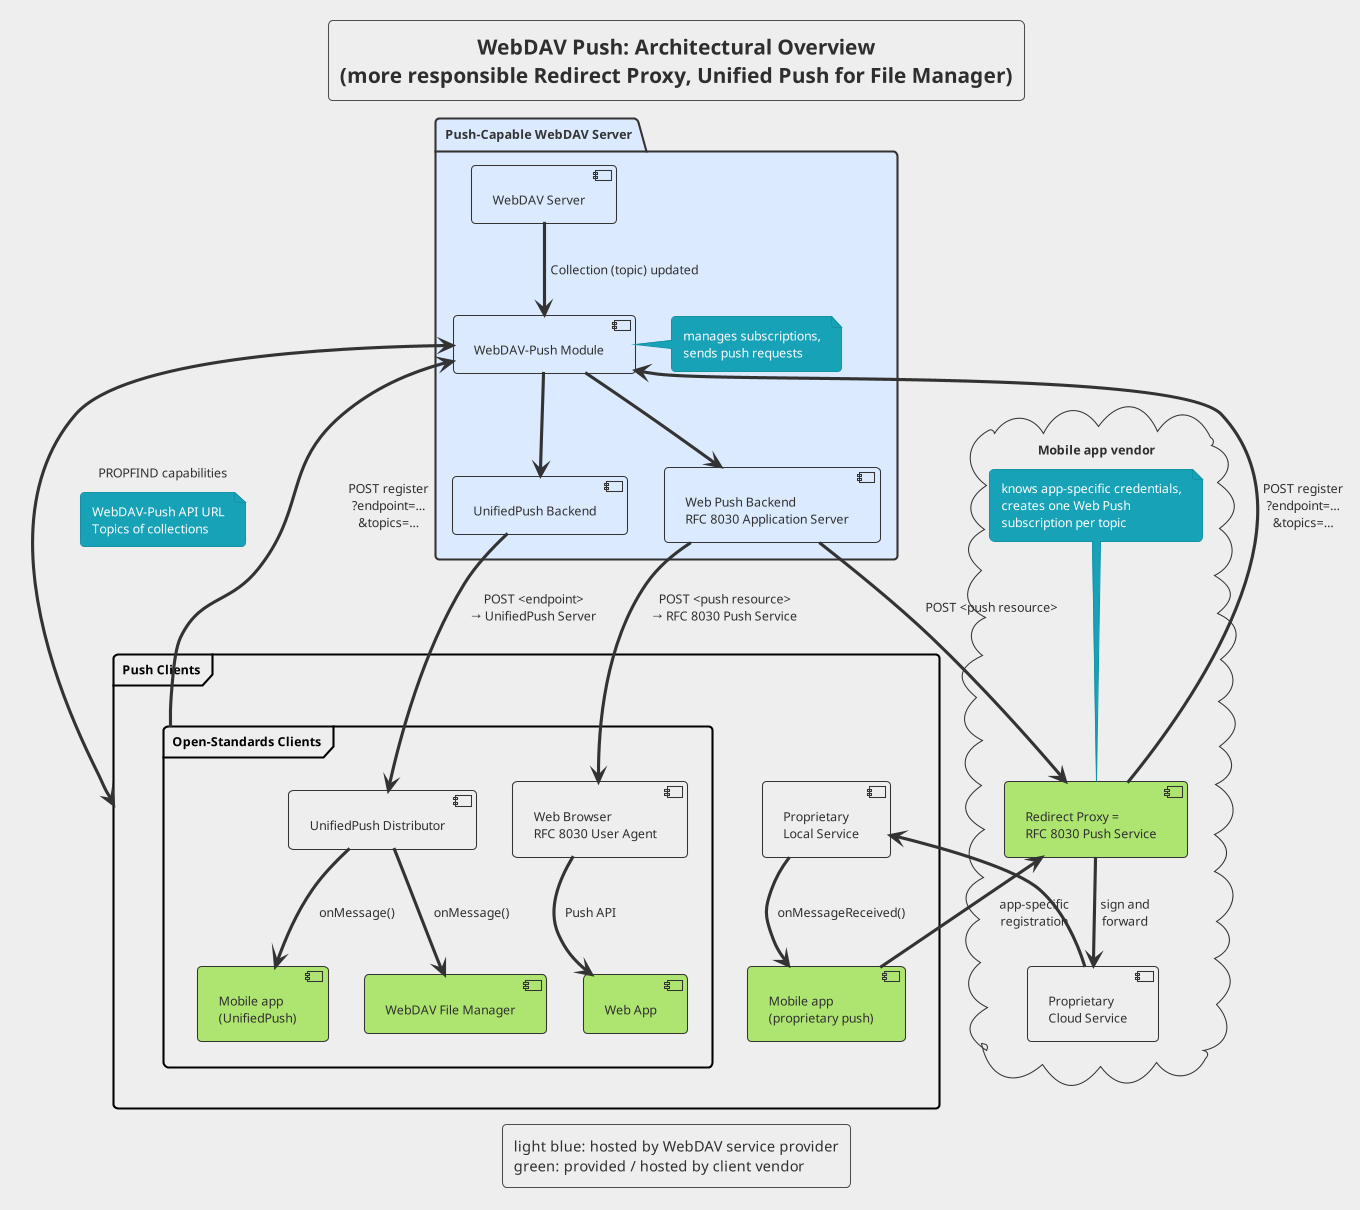 WebDAV Push: Architectural Overview
(more responsible Redirect Proxy, Unified Push for File Manager)
Push-Capable WebDAV Server
WebDAV Server
Collection (topic) updated
WebDAV-Push Module
manages subscriptions,
sends push requests
Mobile app vendor
PROPFIND capabilities
WebDAV-Push API URL
Topics of collections
POST register
?endpoint=...
&topics=...
UnifiedPush Backend
Web Push Backend
RFC 8030 Application Server
knows app-specific credentials,
creates one Web Push
subscription per topic
POST register
?endpoint=...
&topics=...
POST <endpoint>
→ UnifiedPush Server
POST <push resource>
→ RFC 8030 Push Service
POST <push resource>
Push Clients
Open-Standards Clients
UnifiedPush Distributor
Web Browser
RFC 8030 User Agent
Proprietary
Local Service
Redirect Proxy =
RFC 8030 Push Service
onMessage()
onMessage()
Push API
onMessageReceived()
app-specific
registration
sign and
forward
Mobile app
(UnifiedPush)
WebDAV File Manager
Web App
Mobile app
(proprietary push)
Proprietary
Cloud Service
light blue: hosted by WebDAV service provider
green: provided / hosted by client vendor